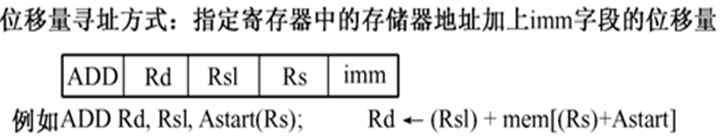 位移量寻址方式：指定寄存器中的存储器地址加上imm字段的位移量
ADD Rd Rsl Rs imm
例如ADD Rd, Rsl, Astart(Rs); Rd ← (Rsl) + mem[(Rs)+Astart]